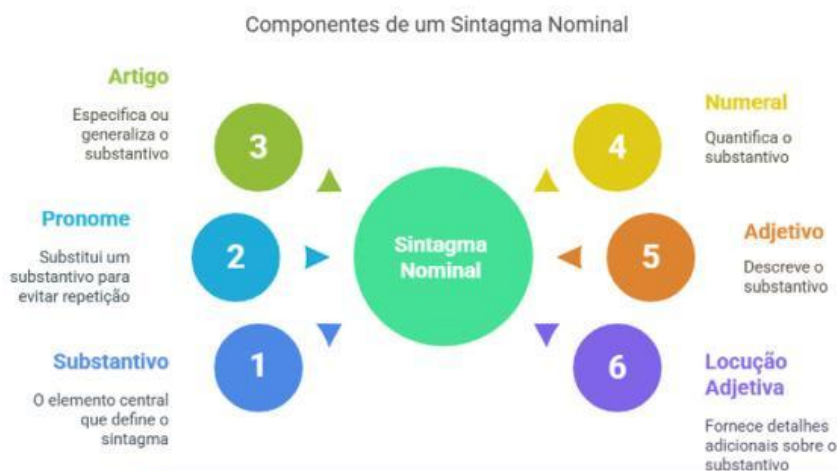 Componentes de um Sintagma Nominal
Artigo
Especifica ou
generaliza o
substantivo
3
Pronome
Substitui um
substantivo para
evitar repetição
2
Substantivo
O elemento central
que define o
sintagma
1
Sintagma
Nominal
4
Numeral
Quantifica o
substantivo
5
Adjetivo
Descreve o
substantivo
6
Locução
Adjetiva
Fornece detalhes
adicionais sobre o
substantivo